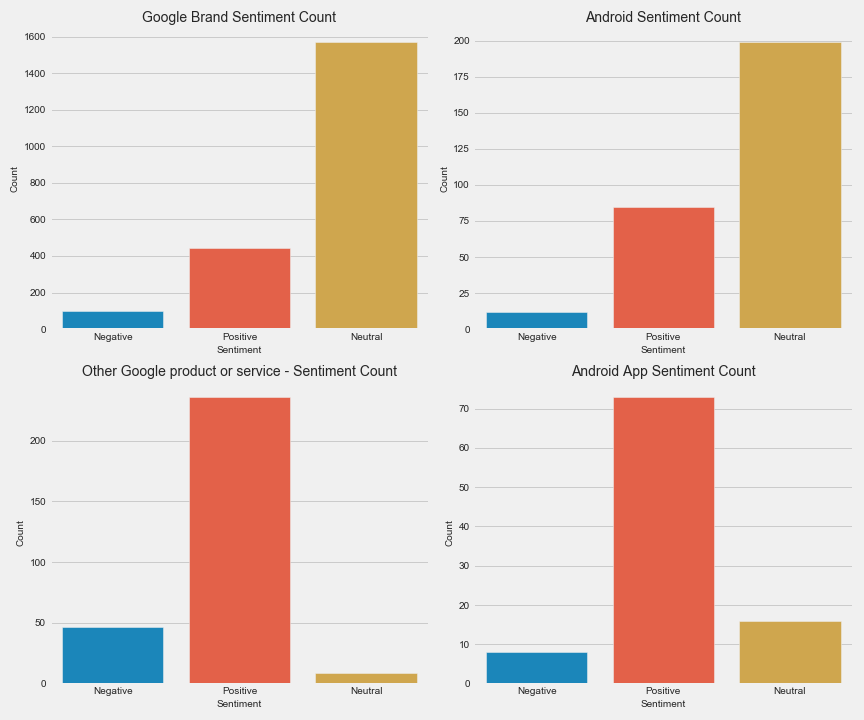 Google Brand Sentiment Count
1600
1400
1200
1000
800
600
400
200
0
Count
Negative Positive Neutral
Sentiment
Android Sentiment Count
200
175
150
125
100
75
50
25
0
Count
Negative Positive Neutral
Sentiment
Other Google product or service - Sentiment Count
200
150
100
50
0
Count
Negative Positive Neutral
Sentiment
Android App Sentiment Count
70
60
50
40
30
20
10
0
Count
Negative Positive Neutral
Sentiment